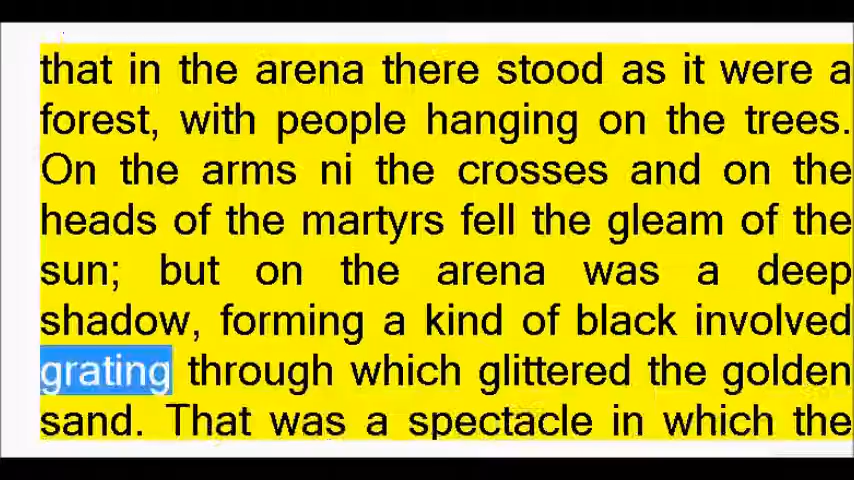 that in the arena there stood as it were a
forest, with people hanging on the trees.
On the arms ni the crosses and on the
heads of the martyrs fell the gleam of the
sun; but on the arena was a deep
shadow, forming a kind of black involved
grating through which glittered the golden
sand. That was a spectacle in which the